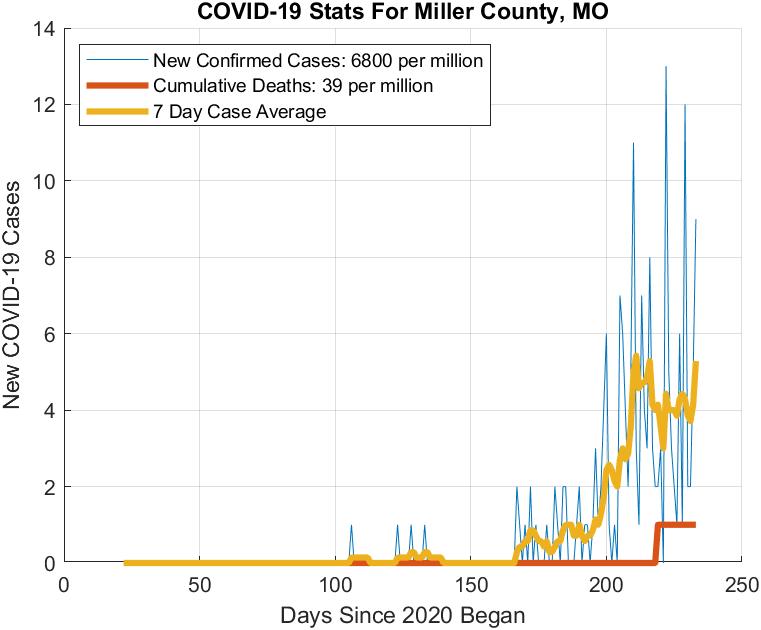 COVID-19 Stats For Miller County, MO
14
12
10
8
6
4
2
0
New COVID-19 Cases
New Confirmed Cases: 6800 per million
Cumulative Deaths: 39 per million
7 Day Case Average
0 50 100 150 200 250
Days Since 2020 Began